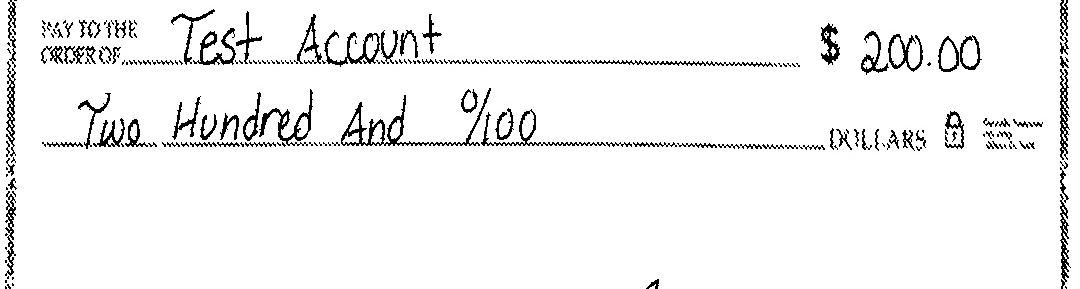 PAY TO THE
ORDER OF Test Account $ 200.00
Two Hundred And 0/100 DOLLARS